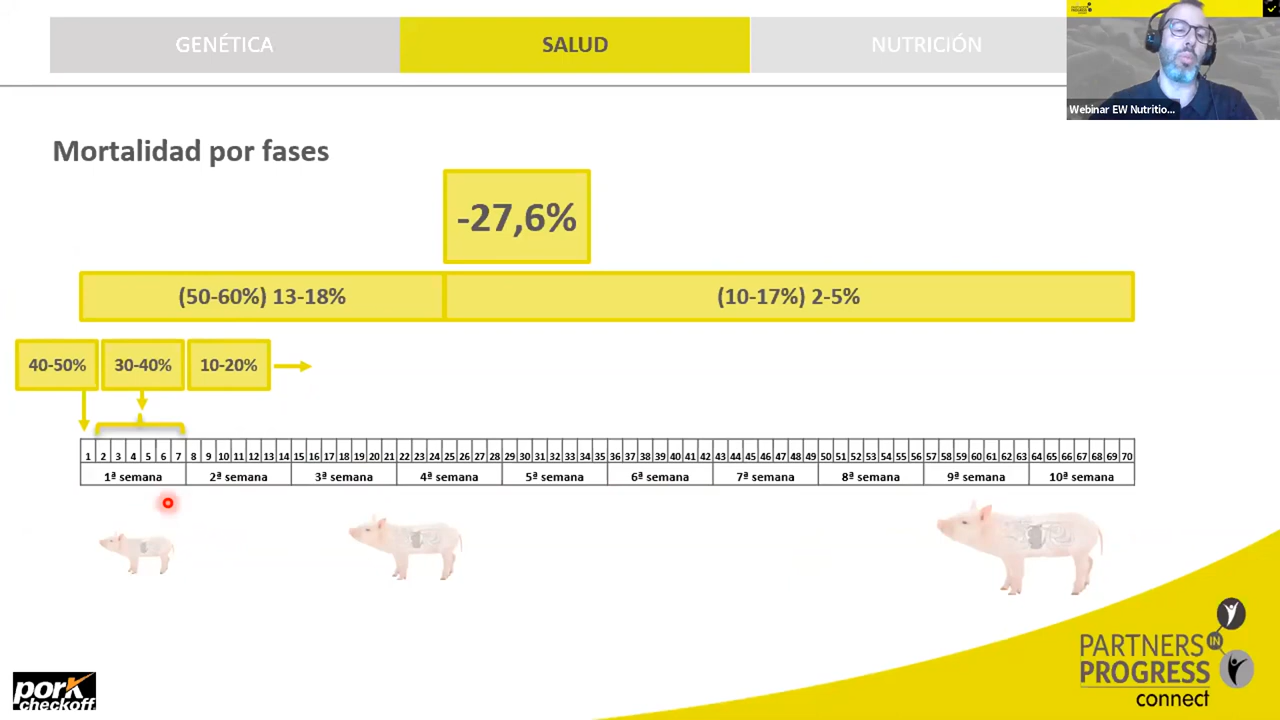 GENÉTICA
SALUD
NUTRICIÓN
Webinar EW Nutritio...
Mortalidad por fases
-27,6%
(50-60%) 13-18%
(10-17%) 2-5%
40-50%
30-40%
10-20%
1 2 3 4 5 6 7 8 9 10 11 12 13 14 15 16 17 18 19 20 21 22 23 24 25 26 27 28 29 30 31 32 33 34 35 36 37 38 39 40 41 42 43 44 45 46 47 48 49 50 51 52 53 54 55 56 57 58 59 60 61 62 63 64 65 66 67 68 69 70
1ª semana 2ª semana 3ª semana 4ª semana 5ª semana 6ª semana 7ª semana 8ª semana 9ª semana 10ª semana
PARTNERS
IN
PROGRESS
connect
pork
checkoff